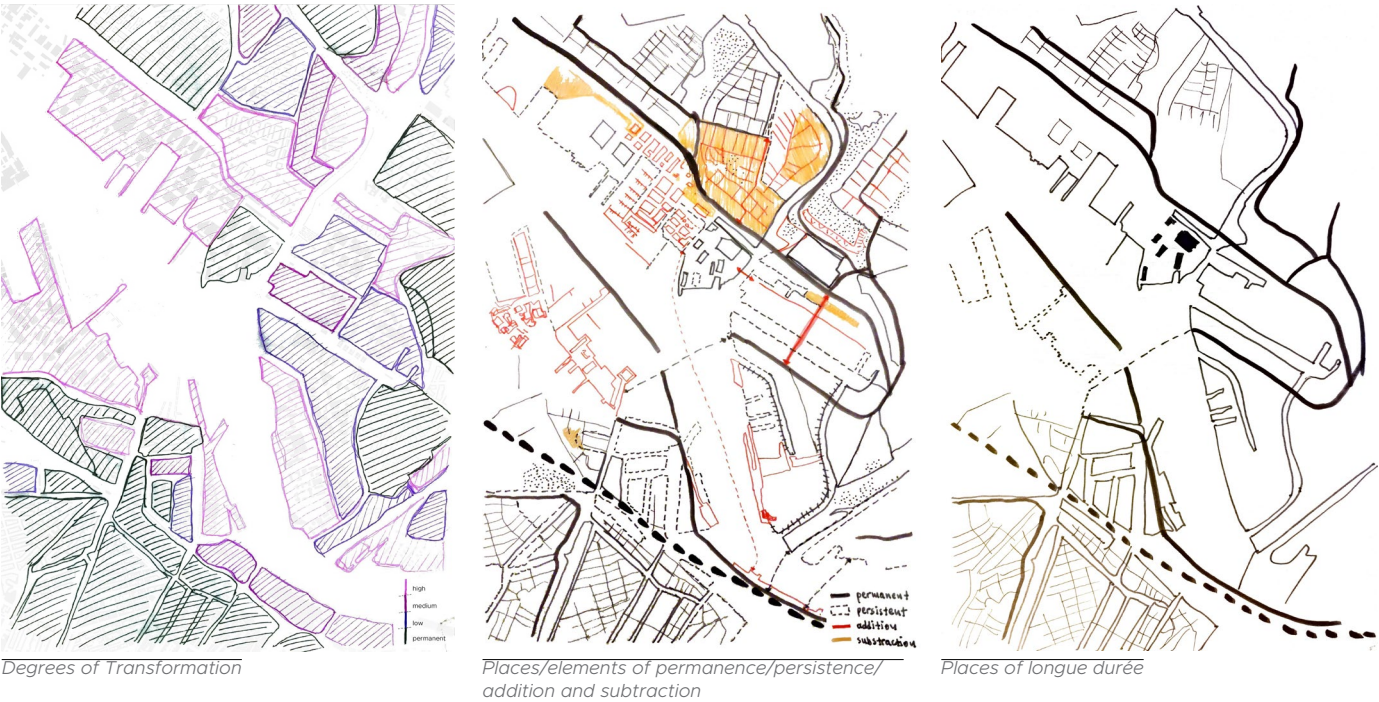 high
medium
low
permanent
permanent
persistent
addition
substraction
Degrees of Transformation
Places/elements of permanence/persistence/
addition and subtraction
Places of longue durée